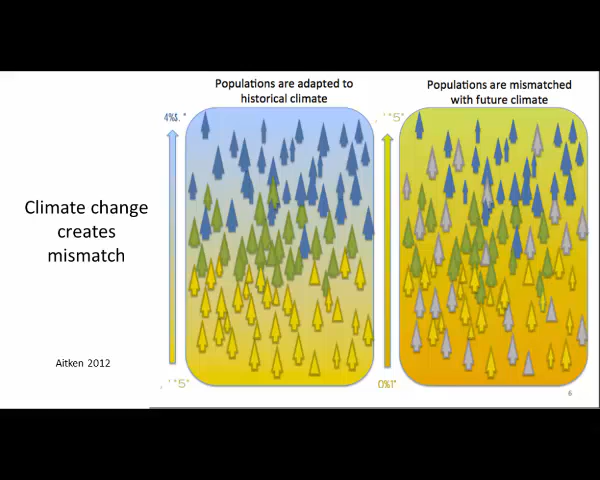 Populations are adapted to
historical climate
Populations are mismatched
with future climate
Climate change
creates
mismatch
Aitken 2012
6